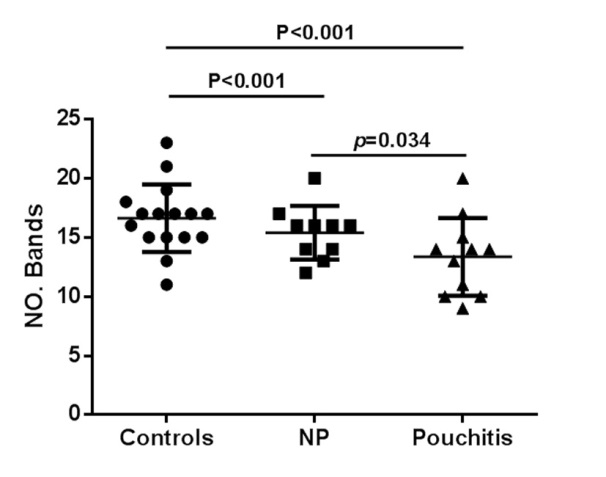 P<0.001
P<0.001
p=0.034
25
20
15
10
5
0
NO. Bands
Controls NP Pouchitis